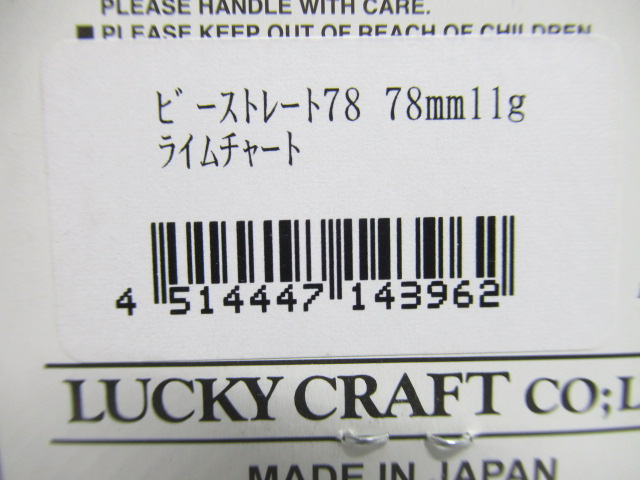 PLEASE HANDLE WITH CARE.
■ PLEASE KEEP OUT OF REACH OF CHILDREN
ビーストレート78 78mm11g
ライムチャート
4 514447 143962
LUCKY CRAFT CO;L
MADE IN JAPAN